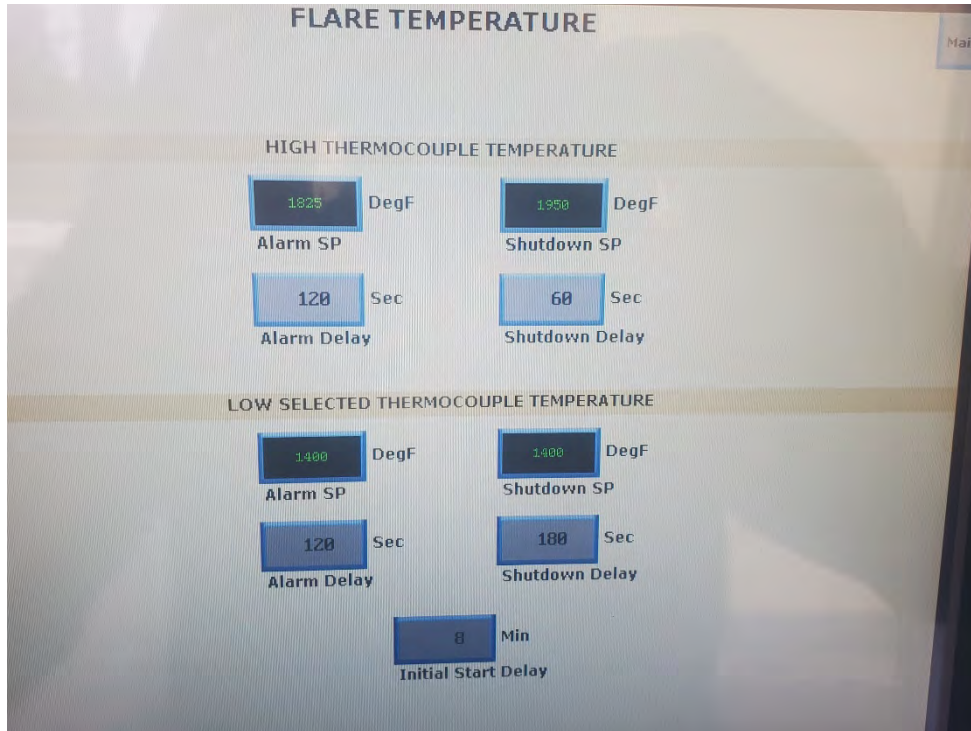 FLARE TEMPERATURE
Mai
HIGH THERMOCOUPLE TEMPERATURE
1825 DegF 1950 DegF
Alarm SP Shutdown SP
120 Sec 60 Sec
Alarm Delay Shutdown Delay
LOW SELECTED THERMOCOUPLE TEMPERATURE
1400 DegF 1400 DegF
Alarm SP Shutdown SP
120 Sec 180 Sec
Alarm Delay Shutdown Delay
8 Min
Initial Start Delay